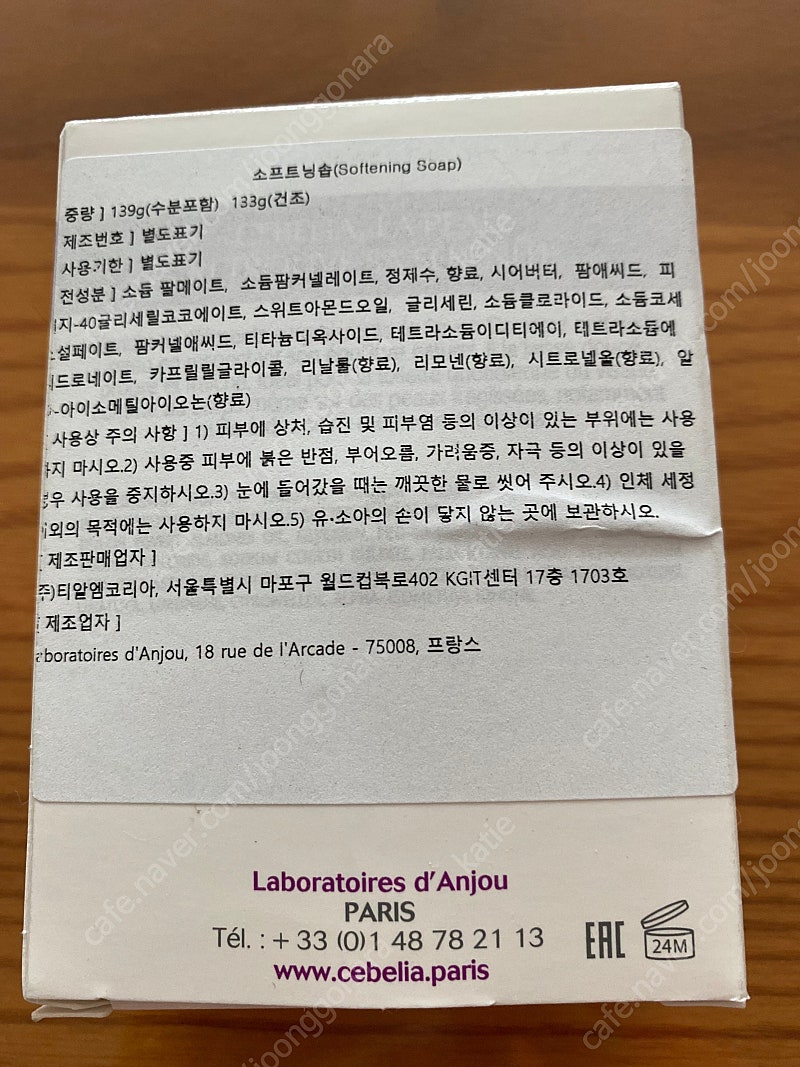 소프트닝솝(Softening Soap)
중량 ] 139g(수분포함) 133g(건조)
제조번호 ] 별도표기
사용기한 ] 별도표기
전성분 ] 소듐 팔메이트, 소듐팜커넬레이트, 정제수, 향료, 시어버터, 팜애씨드, 피
지-40글리세릴코코에이트, 스위트아몬드오일, 글리세린, 소듐클로라이드, 소듐코세
설페이트, 팜커넬애씨드, 티타늄디옥사이드, 테트라소듐이디티에이, 테트라소듐에
드로네이트, 카프릴릴글라이콜, 리날룰(향료), 리모넨(향료), 시트로넬올(향료), 알
-아이소메틸아이오논(향료)
사용상 주의 사항 ] 1) 피부에 상처, 습진 및 피부염 등의 이상이 있는 부위에는 사용
지 마시오.2) 사용중 피부에 붉은 반점, 부어오름, 가려움증, 자극 등의 이상이 있을
우 사용을 중지하시오.3) 눈에 들어갔을 때는 깨끗한 물로 씻어 주시오.4) 인체 세정
외의 목적에는 사용하지 마시오.5) 유·소아의 손이 닿지 않는 곳에 보관하시오.
[ 제조판매업자 ]
주)티알엠코리아, 서울특별시 마포구 월드컵북로402 KGIT센터 17층 1703호
[ 제조업자 ]
aboratoires d'Anjou, 18 rue de l'Arcade - 75008, 프랑스
Laboratoires d'Anjou
PARIS
Tél. : + 33 (0)1 48 78 21 13
www.cebelia.paris
EAC
24M
cafe.naver.com/joonggonara
katie